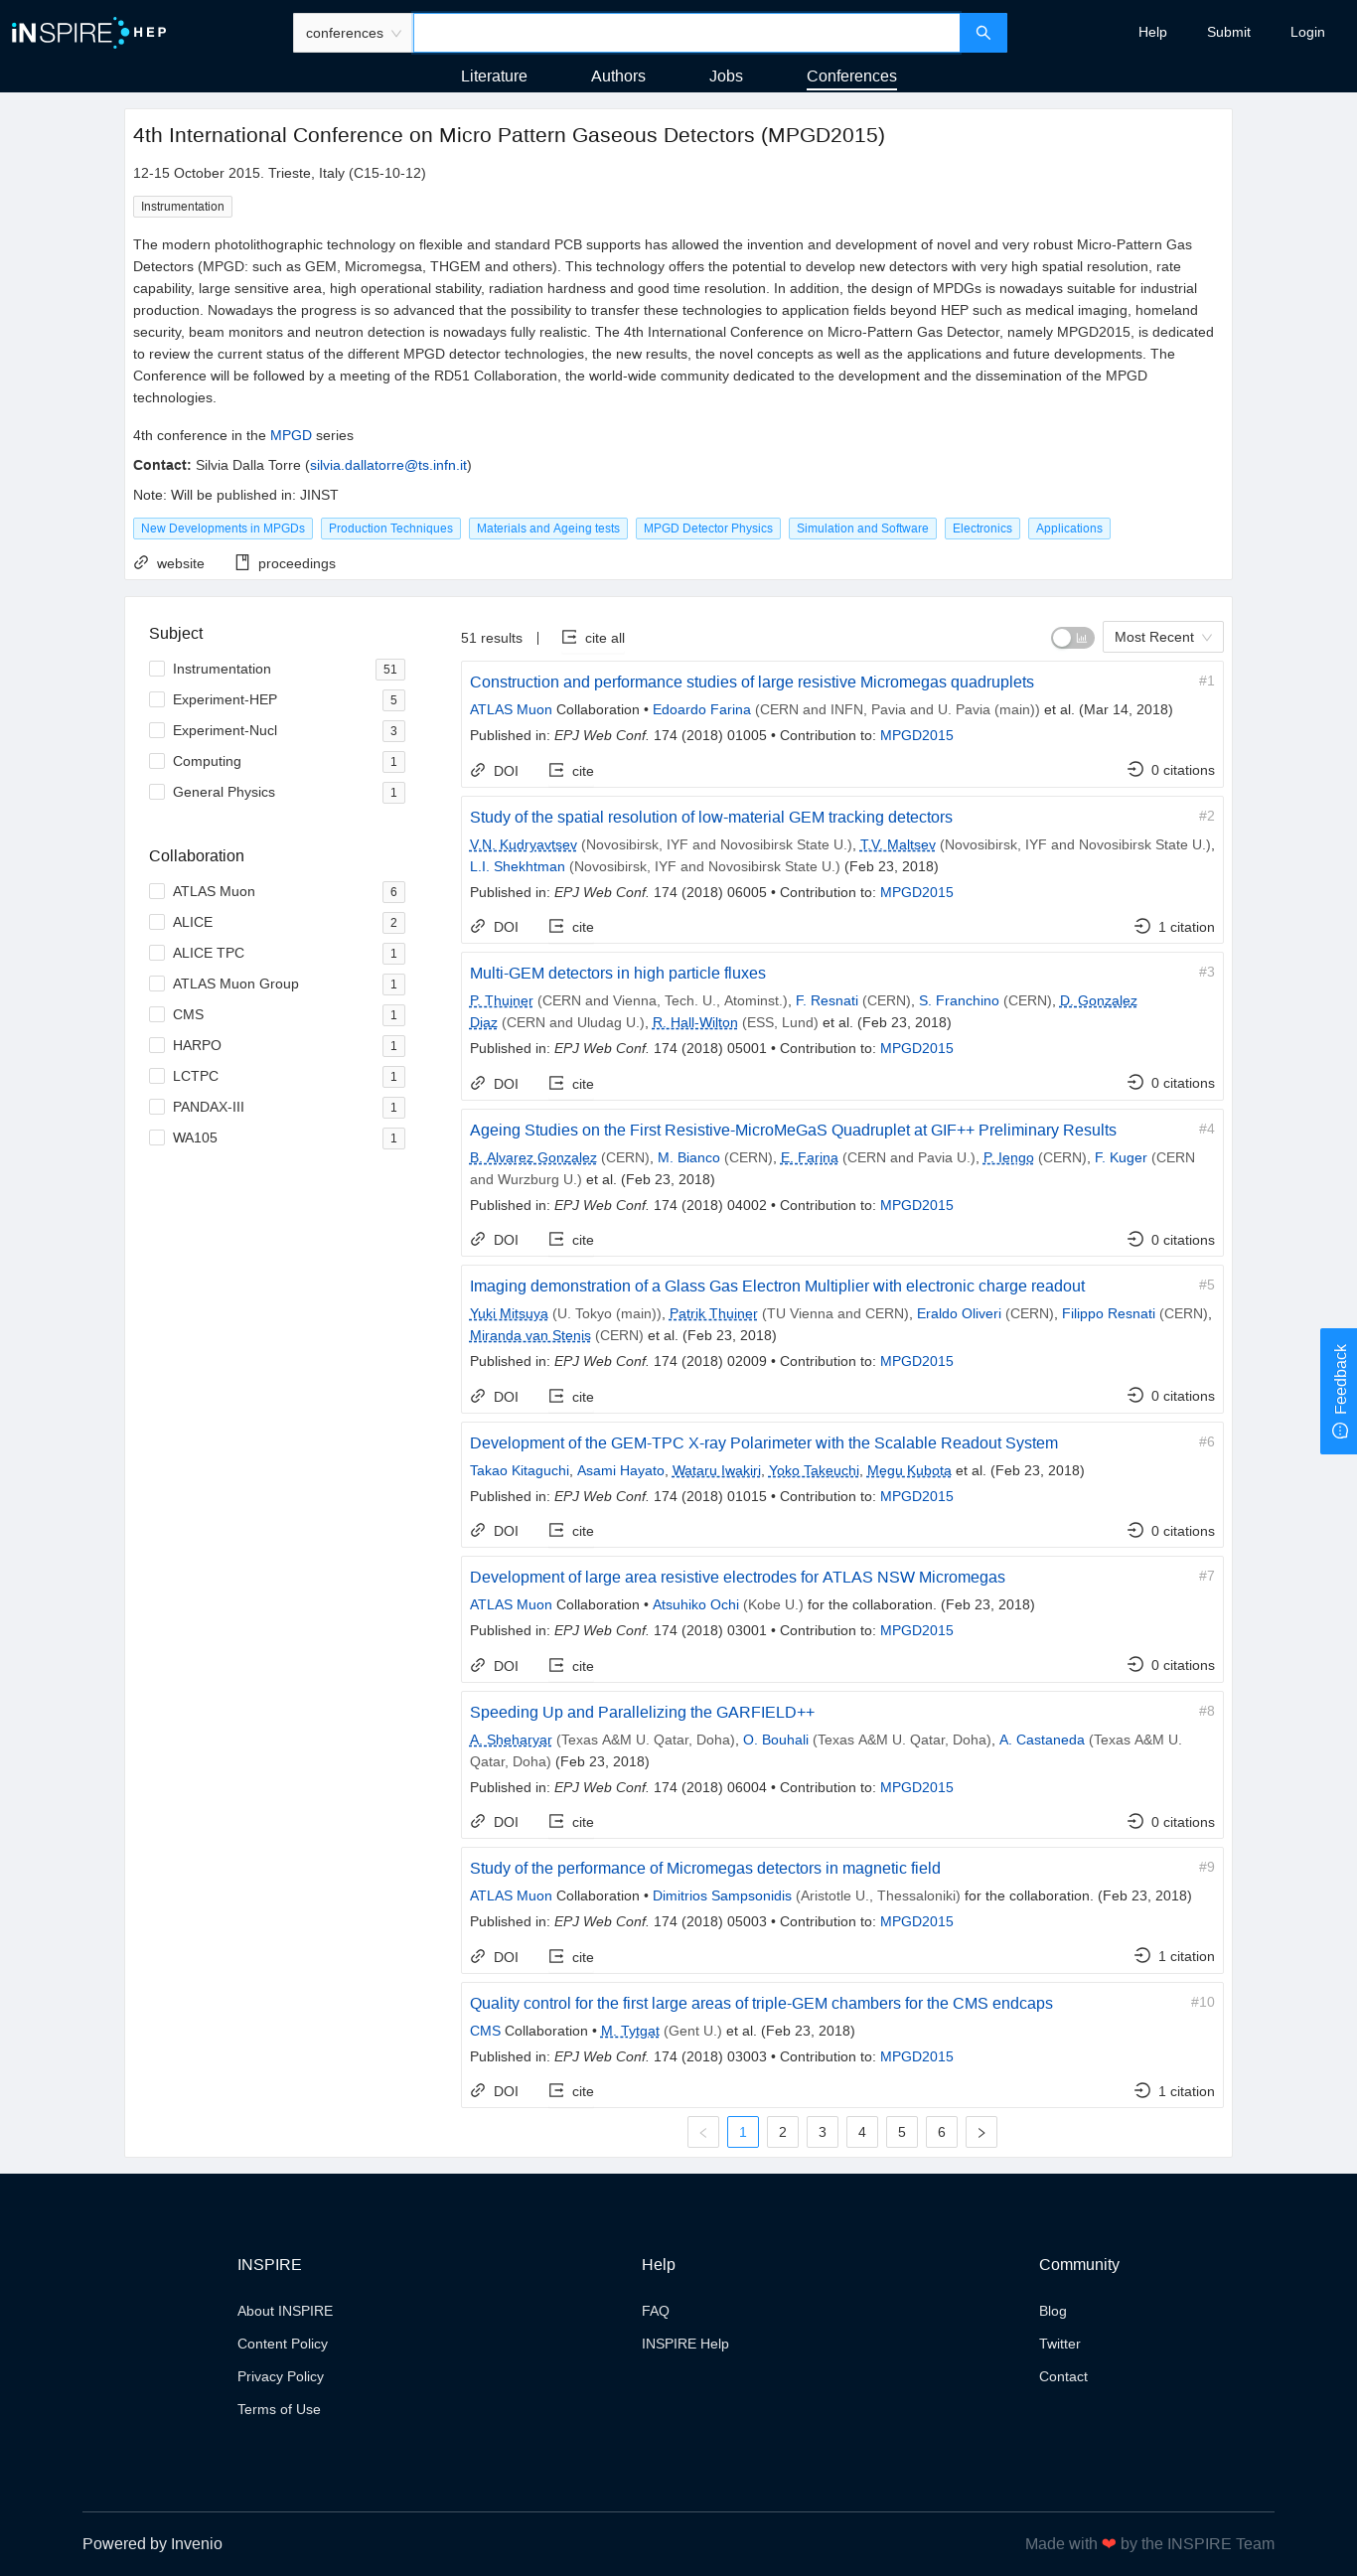 iNSPIRE HEP
conferences
Help Submit Login
Literature Authors Jobs Conferences
4th International Conference on Micro Pattern Gaseous Detectors (MPGD2015)
12-15 October 2015. Trieste, Italy (C15-10-12)
Instrumentation
The modern photolithographic technology on flexible and standard PCB supports has allowed the invention and development of novel and very robust Micro-Pattern Gas
Detectors (MPGD: such as GEM, Micromegsa, THGEM and others). This technology offers the potential to develop new detectors with very high spatial resolution, rate
capability, large sensitive area, high operational stability, radiation hardness and good time resolution. In addition, the design of MPDGs is nowadays suitable for industrial
production. Nowadays the progress is so advanced that the possibility to transfer these technologies to application fields beyond HEP such as medical imaging, homeland
security, beam monitors and neutron detection is nowadays fully realistic. The 4th International Conference on Micro-Pattern Gas Detector, namely MPGD2015, is dedicated
to review the current status of the different MPGD detector technologies, the new results, the novel concepts as well as the applications and future developments. The
Conference will be followed by a meeting of the RD51 Collaboration, the world-wide community dedicated to the development and the dissemination of the MPGD
technologies.
4th conference in the MPGD series
Contact: Silvia Dalla Torre (silvia.dallatorre@ts.infn.it)
Note: Will be published in: JINST
New Developments in MPGDs Production Techniques Materials and Ageing tests MPGD Detector Physics Simulation and Software Electronics Applications
website proceedings
Subject
Instrumentation 51
Experiment-HEP 5
Experiment-Nucl 3
Computing 1
General Physics 1
Collaboration
ATLAS Muon 6
ALICE 2
ALICE TPC 1
ATLAS Muon Group 1
CMS 1
HARPO 1
LCTPC 1
PANDAX-III 1
WA105 1
51 results | cite all
Most Recent
Construction and performance studies of large resistive Micromegas quadruplets #1
ATLAS Muon Collaboration • Edoardo Farina (CERN and INFN, Pavia and U. Pavia (main)) et al. (Mar 14, 2018)
Published in: EPJ Web Conf. 174 (2018) 01005 • Contribution to: MPGD2015
DOI cite 0 citations
Study of the spatial resolution of low-material GEM tracking detectors #2
V.N. Kudryavtsev (Novosibirsk, IYF and Novosibirsk State U.), T.V. Maltsev (Novosibirsk, IYF and Novosibirsk State U.),
L.I. Shekhtman (Novosibirsk, IYF and Novosibirsk State U.) (Feb 23, 2018)
Published in: EPJ Web Conf. 174 (2018) 06005 • Contribution to: MPGD2015
DOI cite 1 citation
Multi-GEM detectors in high particle fluxes #3
P. Thuiner (CERN and Vienna, Tech. U., Atominst.), F. Resnati (CERN), S. Franchino (CERN), D. Gonzalez
Diaz (CERN and Uludag U.), R. Hall-Wilton (ESS, Lund) et al. (Feb 23, 2018)
Published in: EPJ Web Conf. 174 (2018) 05001 • Contribution to: MPGD2015
DOI cite 0 citations
Ageing Studies on the First Resistive-MicroMeGaS Quadruplet at GIF++ Preliminary Results #4
B. Alvarez Gonzalez (CERN), M. Bianco (CERN), E. Farina (CERN and Pavia U.), P. Iengo (CERN), F. Kuger (CERN
and Wurzburg U.) et al. (Feb 23, 2018)
Published in: EPJ Web Conf. 174 (2018) 04002 • Contribution to: MPGD2015
DOI cite 0 citations
Imaging demonstration of a Glass Gas Electron Multiplier with electronic charge readout #5
Yuki Mitsuya (U. Tokyo (main)), Patrik Thuiner (TU Vienna and CERN), Eraldo Oliveri (CERN), Filippo Resnati (CERN),
Miranda van Stenis (CERN) et al. (Feb 23, 2018)
Published in: EPJ Web Conf. 174 (2018) 02009 • Contribution to: MPGD2015
DOI cite 0 citations
Development of the GEM-TPC X-ray Polarimeter with the Scalable Readout System #6
Takao Kitaguchi, Asami Hayato, Wataru Iwakiri, Yoko Takeuchi, Megu Kubota et al. (Feb 23, 2018)
Published in: EPJ Web Conf. 174 (2018) 01015 • Contribution to: MPGD2015
DOI cite 0 citations
Development of large area resistive electrodes for ATLAS NSW Micromegas #7
ATLAS Muon Collaboration • Atsuhiko Ochi (Kobe U.) for the collaboration. (Feb 23, 2018)
Published in: EPJ Web Conf. 174 (2018) 03001 • Contribution to: MPGD2015
DOI cite 0 citations
Speeding Up and Parallelizing the GARFIELD++ #8
A. Sheharyar (Texas A&M U. Qatar, Doha), O. Bouhali (Texas A&M U. Qatar, Doha), A. Castaneda (Texas A&M U.
Qatar, Doha) (Feb 23, 2018)
Published in: EPJ Web Conf. 174 (2018) 06004 • Contribution to: MPGD2015
DOI cite 0 citations
Study of the performance of Micromegas detectors in magnetic field #9
ATLAS Muon Collaboration • Dimitrios Sampsonidis (Aristotle U., Thessaloniki) for the collaboration. (Feb 23, 2018)
Published in: EPJ Web Conf. 174 (2018) 05003 • Contribution to: MPGD2015
DOI cite 1 citation
Quality control for the first large areas of triple-GEM chambers for the CMS endcaps #10
CMS Collaboration • M. Tytgat (Gent U.) et al. (Feb 23, 2018)
Published in: EPJ Web Conf. 174 (2018) 03003 • Contribution to: MPGD2015
DOI cite 1 citation
1 2 3 4 5 6
Feedback
INSPIRE
About INSPIRE
Content Policy
Privacy Policy
Terms of Use
Help
FAQ
INSPIRE Help
Community
Blog
Twitter
Contact
Powered by Invenio
Made with ❤ by the INSPIRE Team